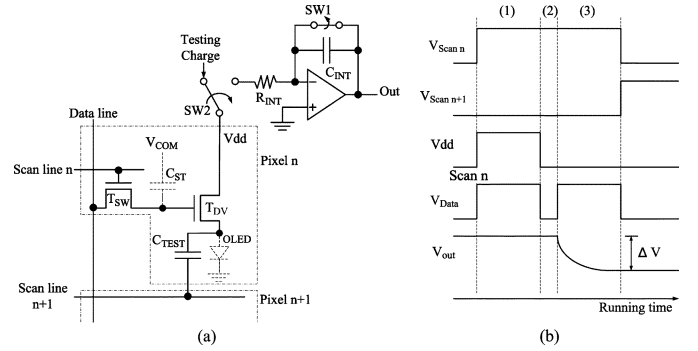 SW1
Testing
Charge
C_INT
R_INT
Out
SW2
Data line
Vdd
V_COM
Pixel n
Scan line n
C_ST
T_SW
T_DV
C_TEST
OLED
Scan line
n+1
Pixel n+1
(a)
(1) (2) (3)
V_Scan n
V_Scan n+1
Vdd
Scan n
V_Data
V_out
Δ V
Running time
(b)